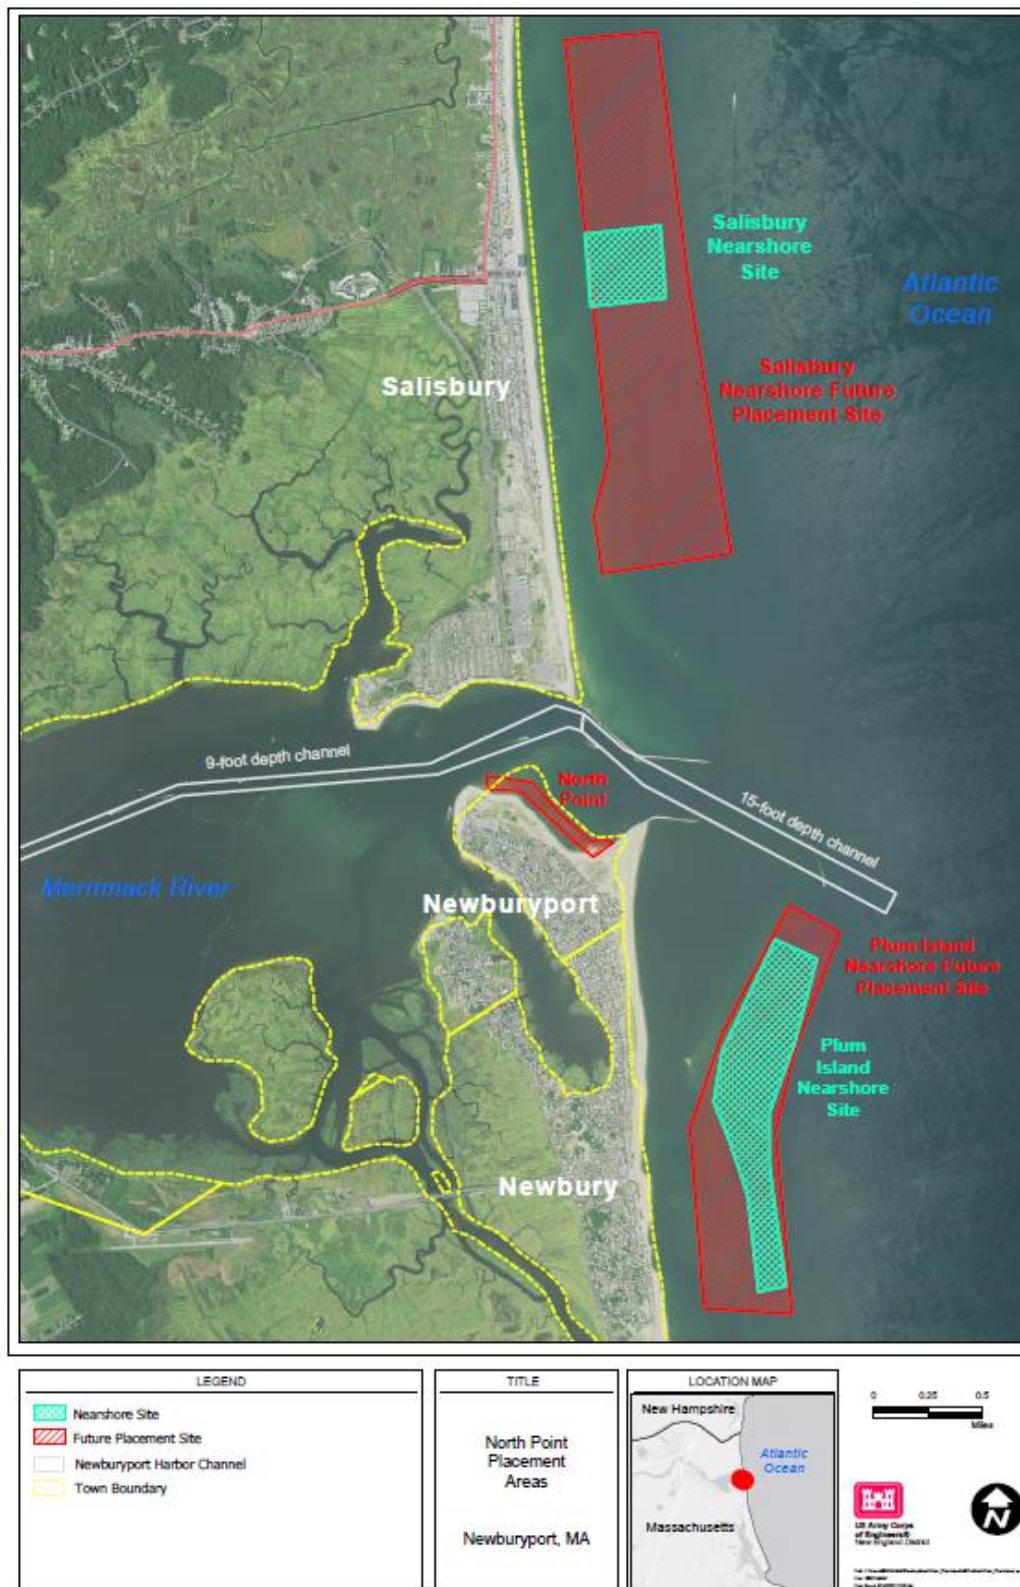 Salisbury
Nearshore
Site
Atlantic
Ocean
Salisbury
Salisbury
Nearshore Future
Placement Site
9-foot depth channel
North
Point
15-foot depth channel
Merrimack River
Newburyport
Plum Island
Nearshore Future
Placement Site
Plum
Island
Nearshore
Site
Newbury
LEGEND
Nearshore Site
Future Placement Site
Newburyport Harbor Channel
Town Boundary
TITLE
North Point
Placement
Areas
Newburyport, MA
LOCATION MAP
New Hampshire
Atlantic
Ocean
Massachusetts
0 0.25 0.5
Miles
US Army Corps
of Engineers®
New England District
N